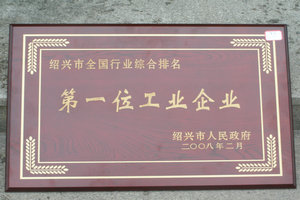 绍兴市全国行业综合排名
第一位工业企业
绍兴市人民政府
二〇〇八年二月